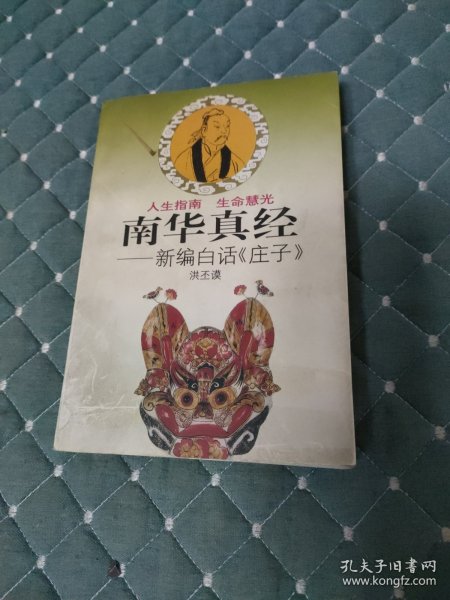 人生指南 生命慧光
南华真经
——新编白话《庄子》
洪丕谟
孔夫子旧书网
www.kongfz.com